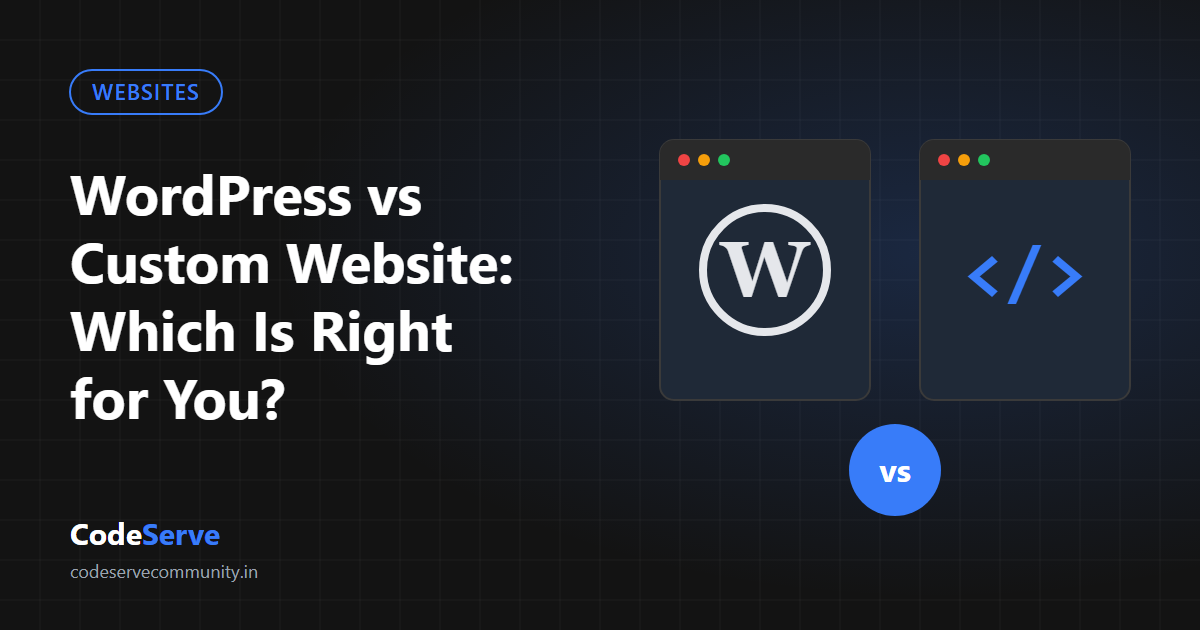 WEBSITES
WordPress vs
Custom Website:
Which Is Right
for You?
W
</>
vs
CodeServe
codeservecommunity.in